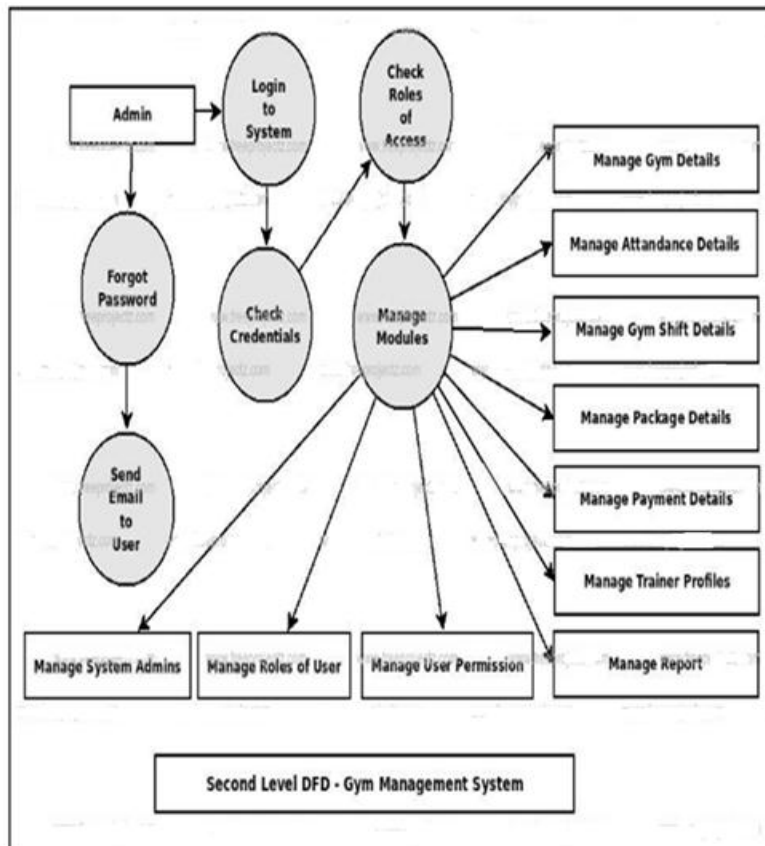 Admin
Login
to
System
Check
Roles
of
Access
Forgot
Password
Check
Credentials
Manage
Modules
Send
Email
to
User
Manage Gym Details
Manage Attandance Details
Manage Gym Shift Details
Manage Package Details
Manage Payment Details
Manage Trainer Profiles
Manage Report
Manage System Admins
Manage Roles of User
Manage User Permission
Second Level DFD - Gym Management System